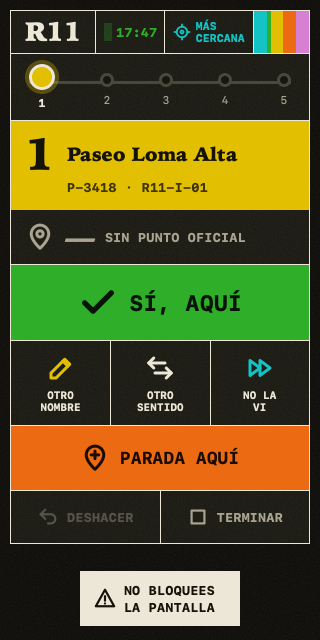 R11
17:47
MÁS
CERCANA
1 2 3 4 5
1 Paseo Loma Alta
P-3418 · R11-I-01
SIN PUNTO OFICIAL
SÍ, AQUÍ
OTRO
NOMBRE
OTRO
SENTIDO
NO LA
VI
PARADA AQUÍ
DESHACER
TERMINAR
NO BLOQUEES
LA PANTALLA